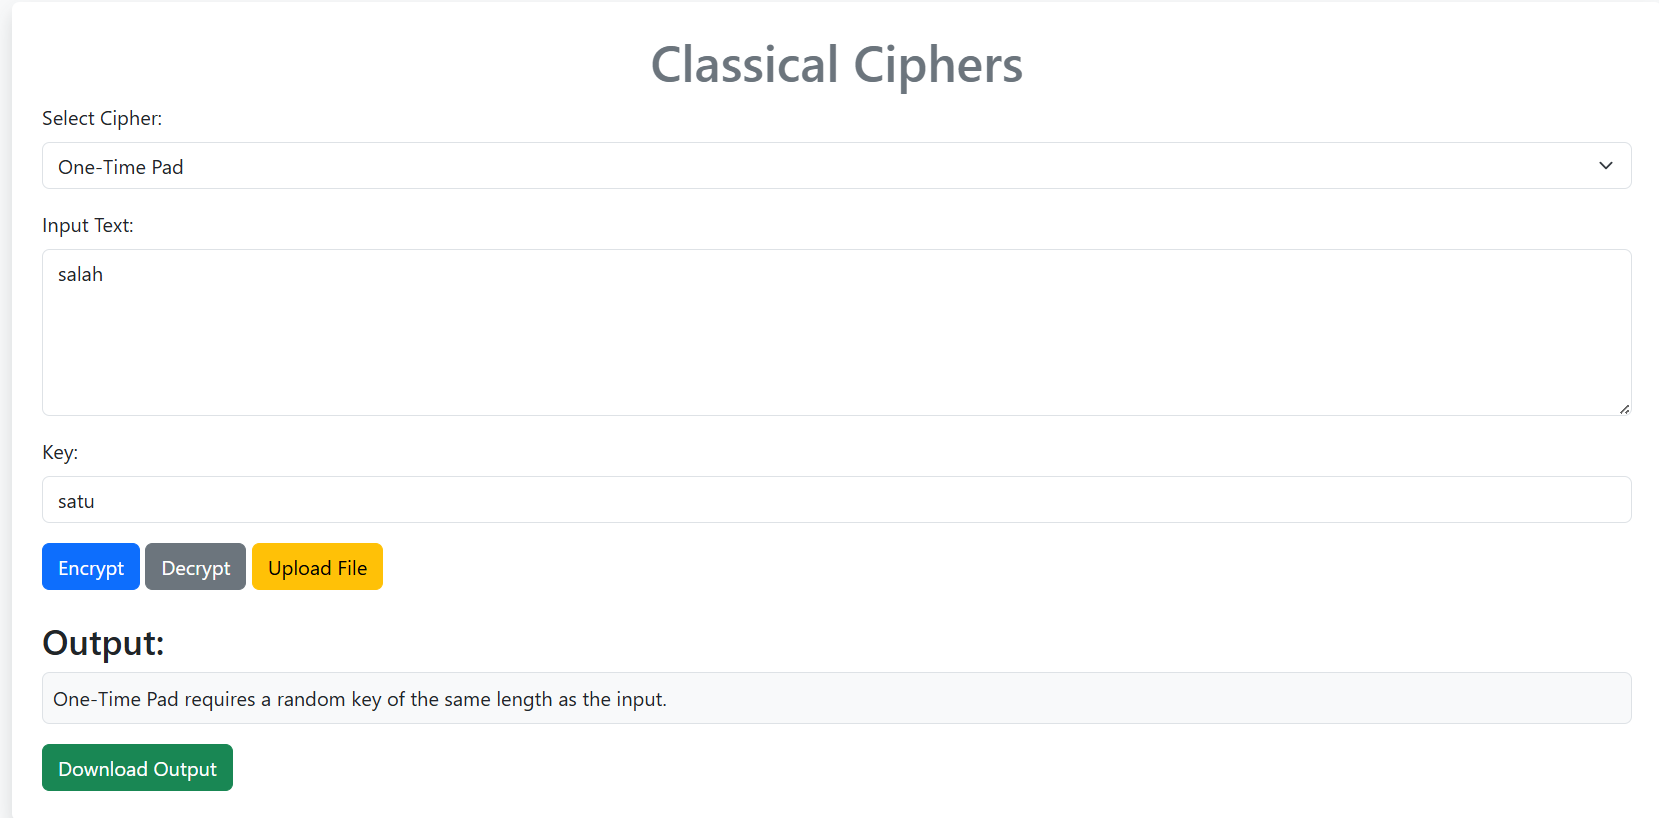 Classical Ciphers
Select Cipher:
One-Time Pad
Input Text:
salah
Key:
satu
Encrypt Decrypt Upload File
Output:
One-Time Pad requires a random key of the same length as the input.
Download Output